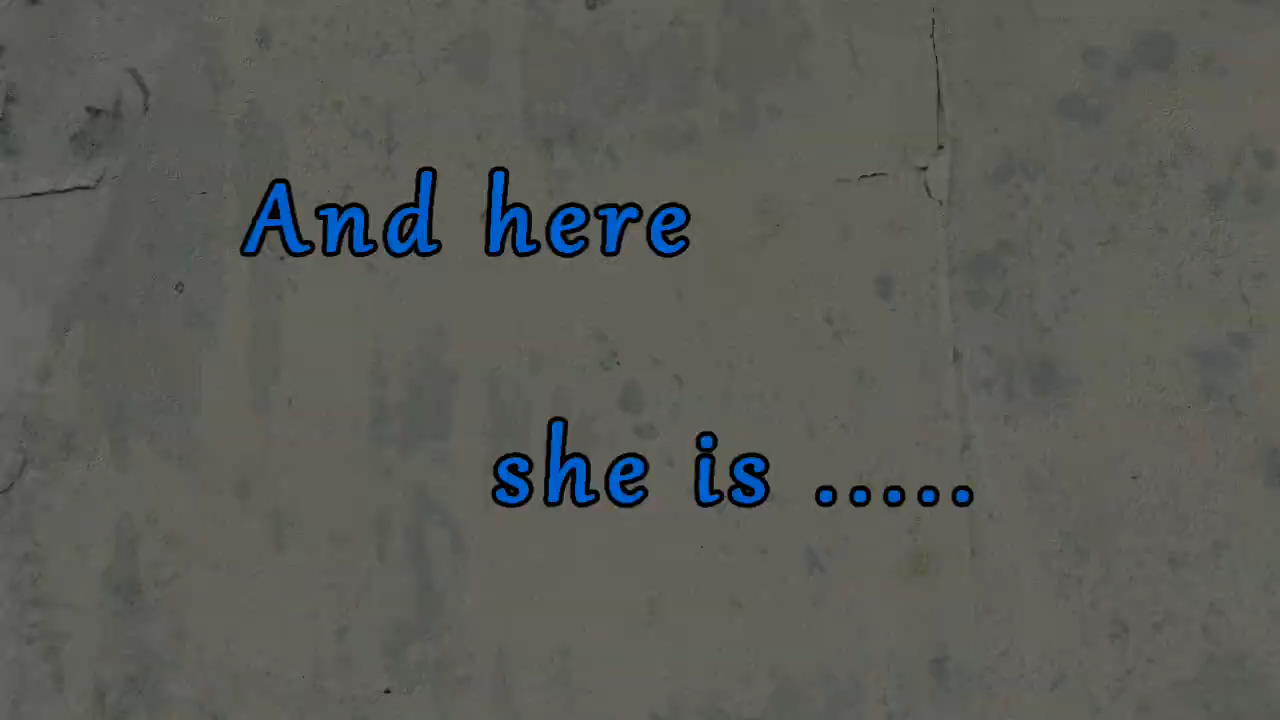 And here
she is .....